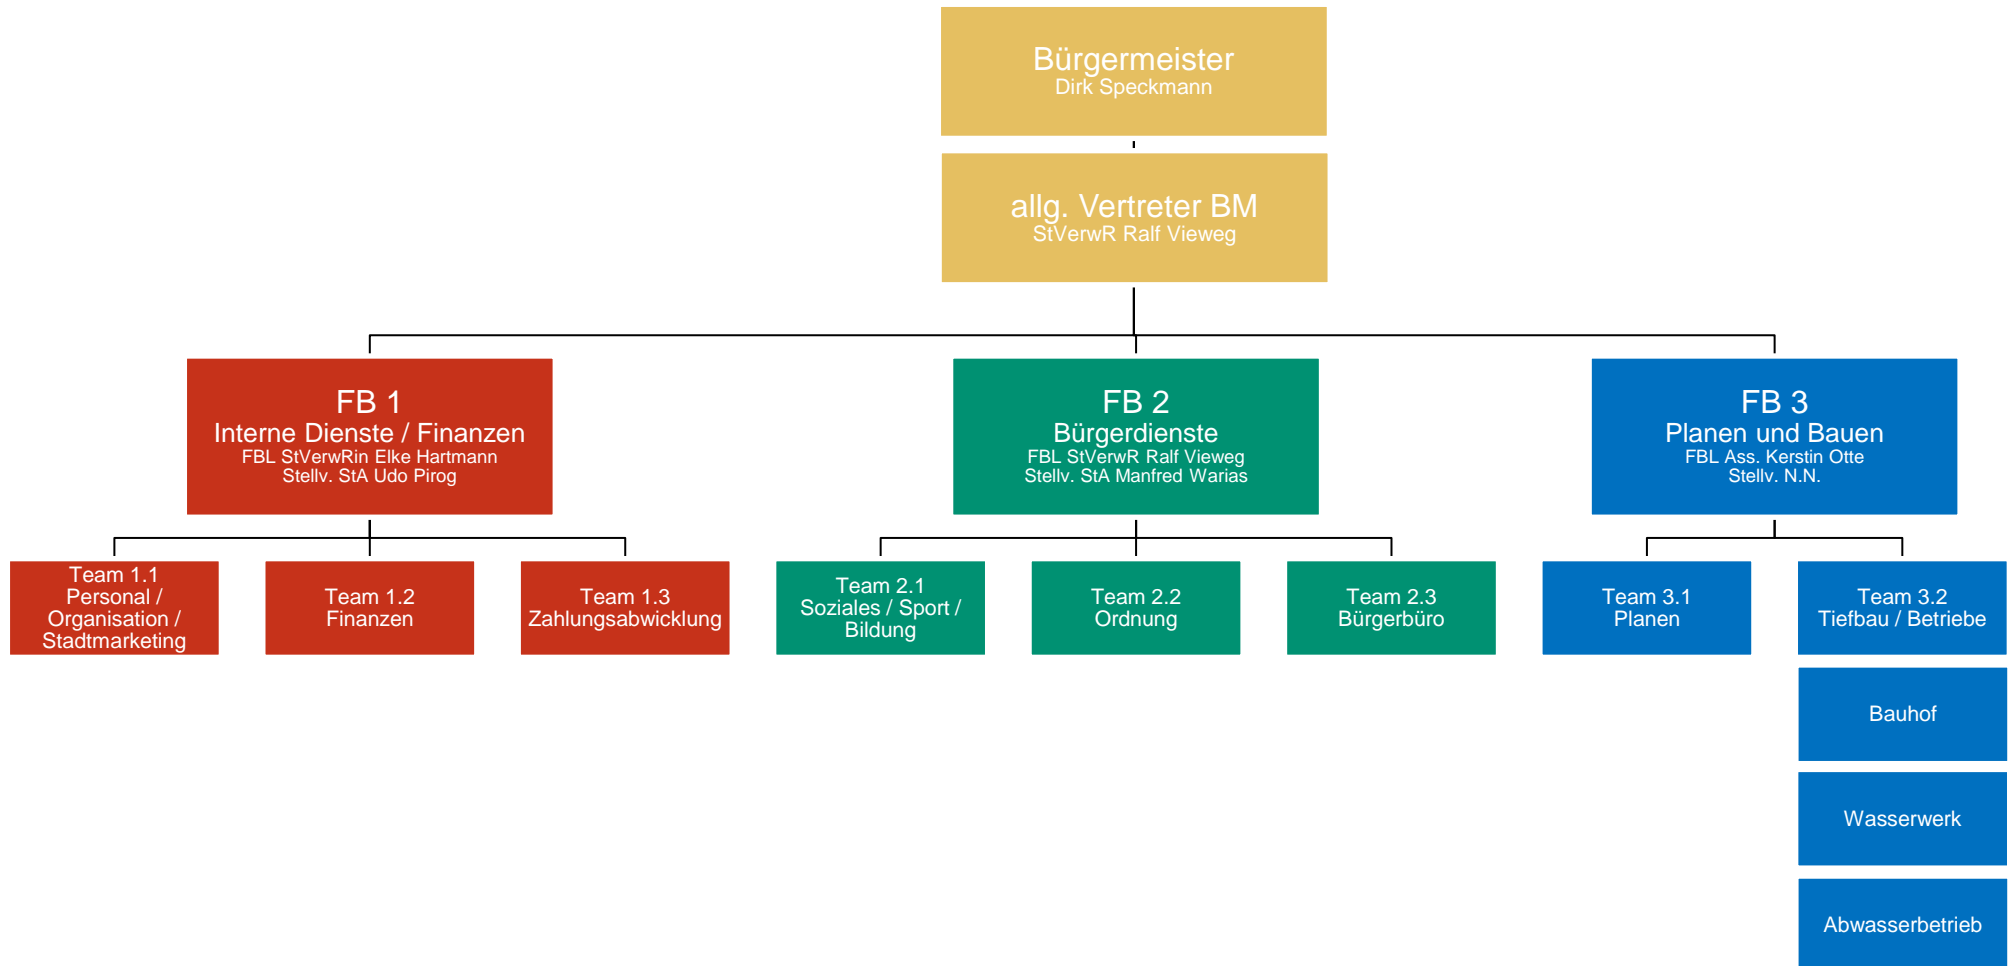 Bürgermeister
Dirk Speckmann
allg. Vertreter BM
StVerwR Ralf Vieweg
FB 1
Interne Dienste / Finanzen
FBL StVerwRin Elke Hartmann
Stellv. StA Udo Pirog
FB 2
Bürgerdienste
FBL StVerwR Ralf Vieweg
Stellv. StA Manfred Warias
FB 3
Planen und Bauen
FBL Ass. Kerstin Otte
Stellv. N.N.
Team 1.1
Personal /
Organisation /
Stadtmarketing
Team 1.2
Finanzen
Team 1.3
Zahlungsabwicklung
Team 2.1
Soziales / Sport /
Bildung
Team 2.2
Ordnung
Team 2.3
Bürgerbüro
Team 3.1
Planen
Team 3.2
Tiefbau / Betriebe
Bauhof
Wasserwerk
Abwasserbetrieb